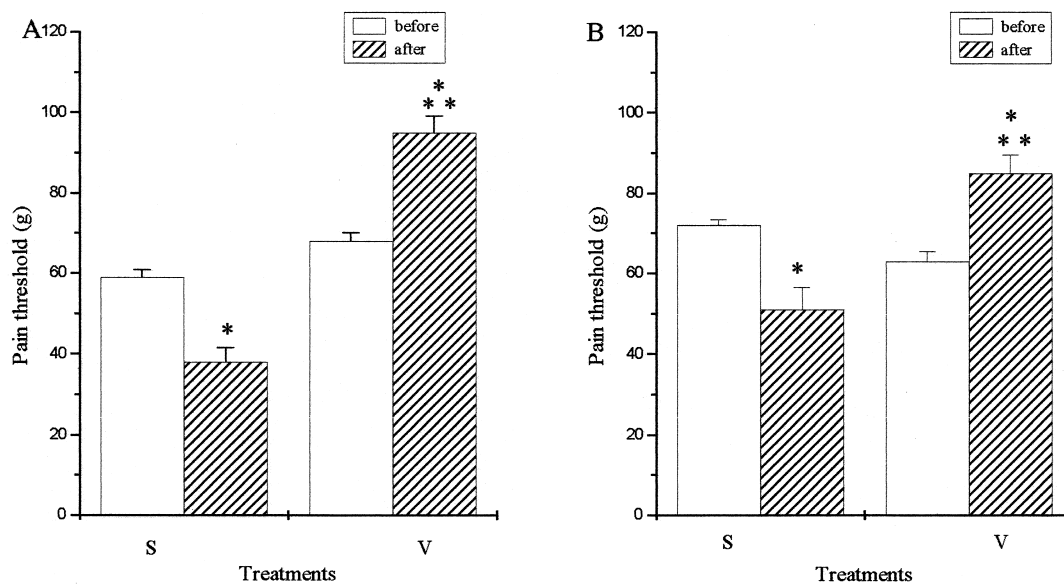 A
before
after
120
100
80
60
40
20
0
Pain threshold (g)
*
*
* *
S
V
Treatments
B
before
after
120
100
80
60
40
20
0
Pain threshold (g)
*
*
* *
S
V
Treatments